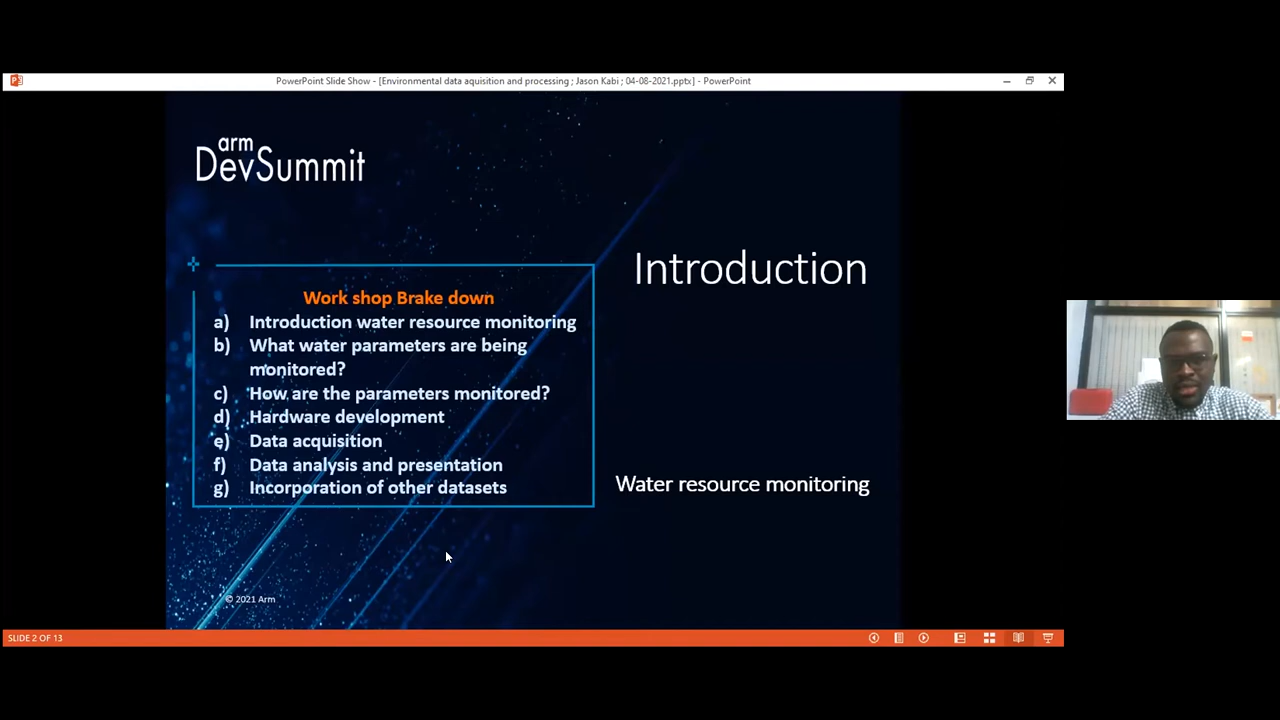 PowerPoint Slide Show - [Environmental data aquisition and processing ; Jason Kabi ; 04-08-2021.pptx] - PowerPoint
arm
DevSummit
Introduction
Work shop Brake down
a) Introduction water resource monitoring
b) What water parameters are being
monitored?
c) How are the parameters monitored?
d) Hardware development
e) Data acquisition
f) Data analysis and presentation
g) Incorporation of other datasets
Water resource monitoring
© 2021 Arm
SLIDE 2 OF 13